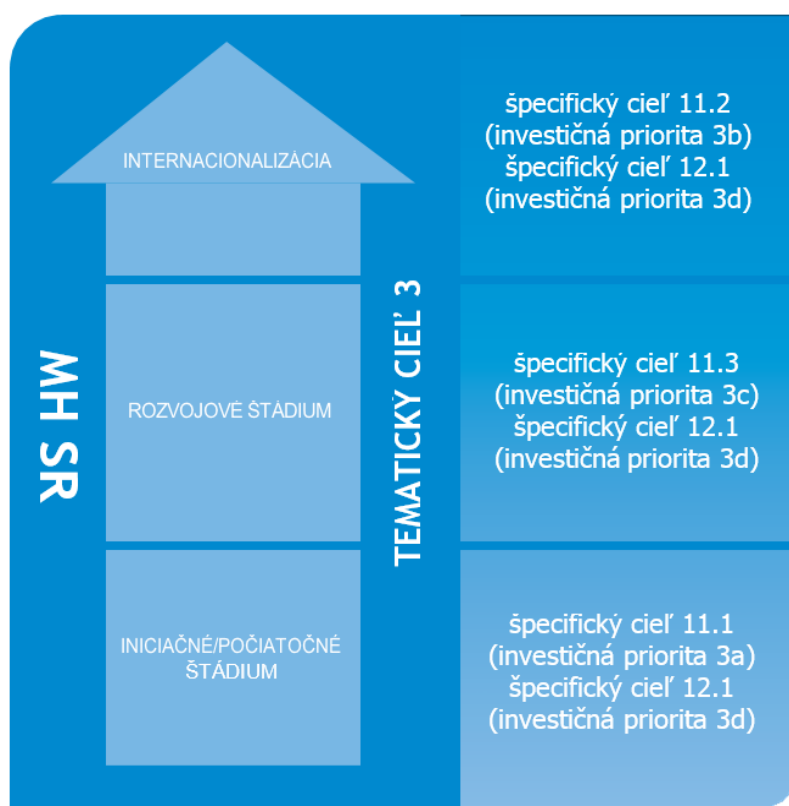 INTERNACIONALIZÁCIA
špecifický cieľ 11.2
(investičná priorita 3b)
špecifický cieľ 12.1
(investičná priorita 3d)
MH SR
TEMATICKÝ CIEĽ 3
ROZVOJOVÉ ŠTÁDIUM
špecifický cieľ 11.3
(investičná priorita 3c)
špecifický cieľ 12.1
(investičná priorita 3d)
INICIAČNÉ/POČIATOČNÉ
ŠTÁDIUM
špecifický cieľ 11.1
(investičná priorita 3a)
špecifický cieľ 12.1
(investičná priorita 3d)